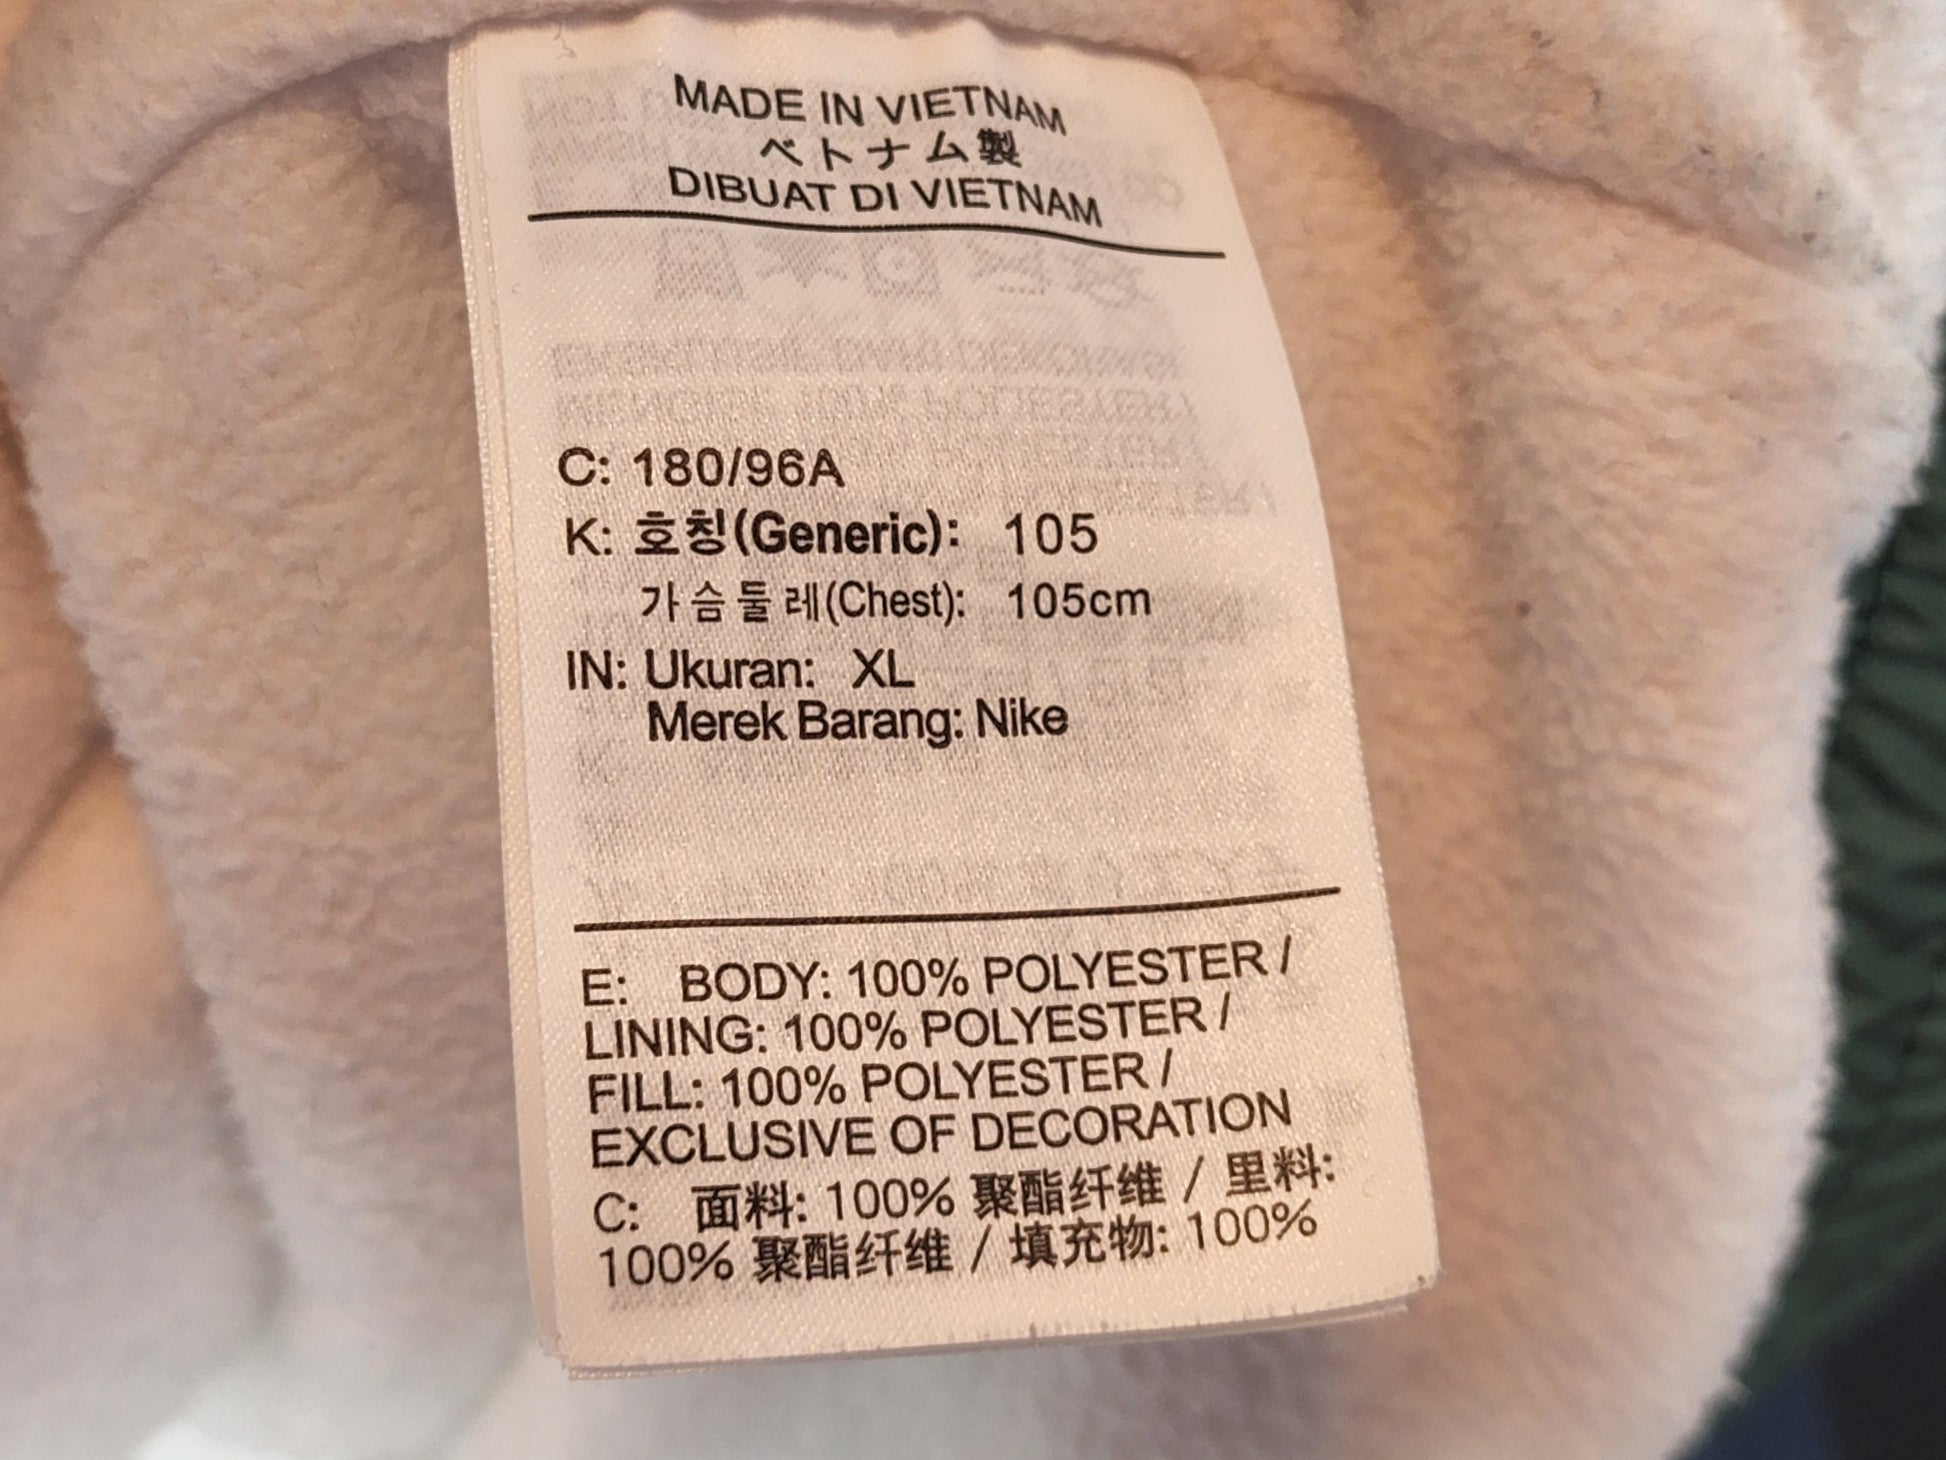 MADE IN VIETNAM
ベトナム製
DIBUAT DI VIETNAM
C: 180/96A
K: 호칭(Generic): 105
가슴둘레(Chest): 105cm
IN: Ukuran: XL
Merek Barang: Nike
E: BODY: 100% POLYESTER /
LINING: 100% POLYESTER /
FILL: 100% POLYESTER /
EXCLUSIVE OF DECORATION
C: 面料: 100% 聚酯纤维 / 里料:
100% 聚酯纤维 / 填充物: 100%